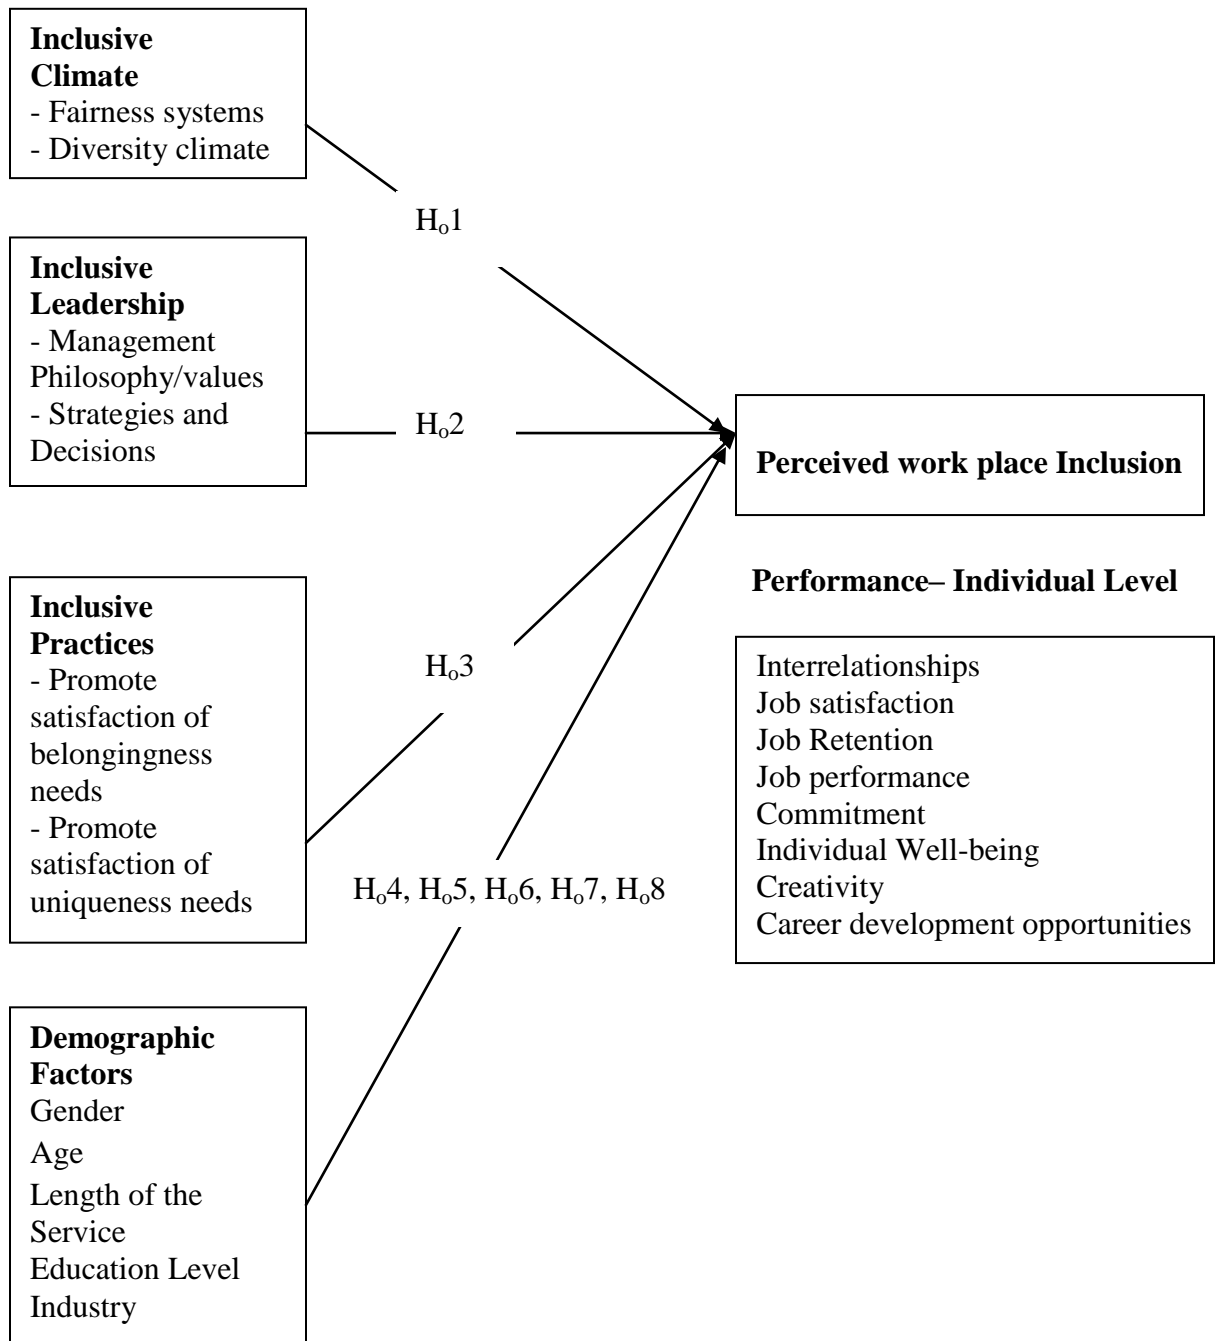 Inclusive
Climate
- Fairness systems
- Diversity climate
Hₒ1
Inclusive
Leadership
- Management
Philosophy/values
- Strategies and
Decisions
Hₒ2
Perceived work place Inclusion
Performance– Individual Level
Inclusive
Practices
- Promote
satisfaction of
belongingness
needs
- Promote
satisfaction of
uniqueness needs
Hₒ3
Interrelationships
Job satisfaction
Job Retention
Job performance
Commitment
Individual Well-being
Creativity
Career development opportunities
Hₒ4, Hₒ5, Hₒ6, Hₒ7, Hₒ8
Demographic
Factors
Gender
Age
Length of the
Service
Education Level
Industry